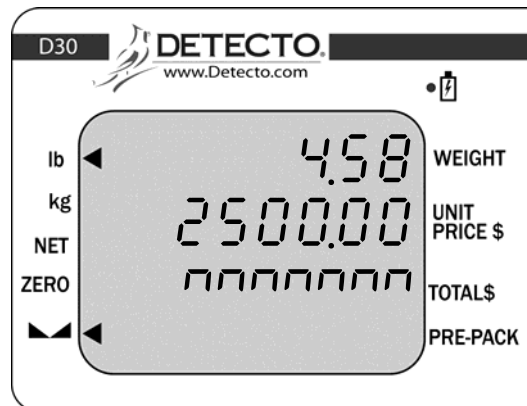 D30
DETECTO.
www.Detecto.com
lb
4.58
WEIGHT
kg
2500.00
UNIT
PRICE $
NET
ZERO
nnnnnnn
TOTAL$
PRE-PACK